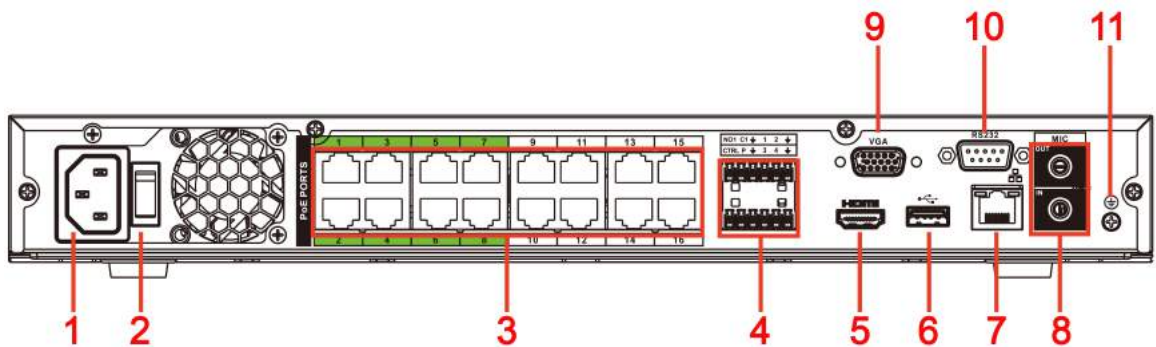 9 10 11
VGA
RS232
MIC
OUT
IN
PoE PORTS
1 3 5 7 9 11 13 15
2 4 6 8 10 12 14 16
NO1 C1 1 2
CTRL P 3 4
HDMI
1 2 3 4 5 6 7 8